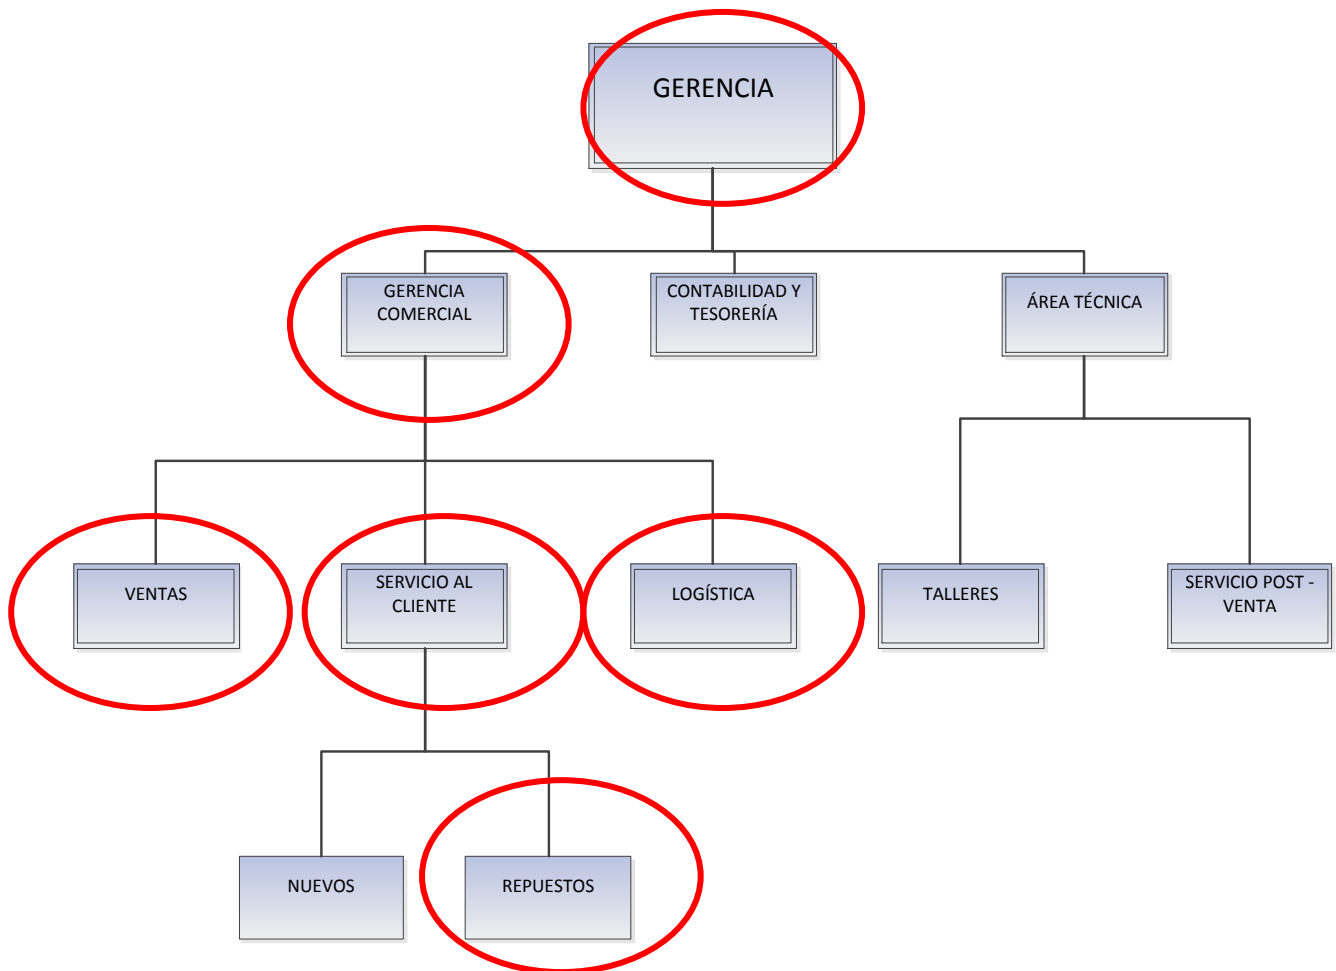 GERENCIA
GERENCIA
COMERCIAL
CONTABILIDAD Y
TESORERÍA
ÁREA TÉCNICA
VENTAS
SERVICIO AL
CLIENTE
LOGÍSTICA
TALLERES
SERVICIO POST -
VENTA
NUEVOS
REPUESTOS